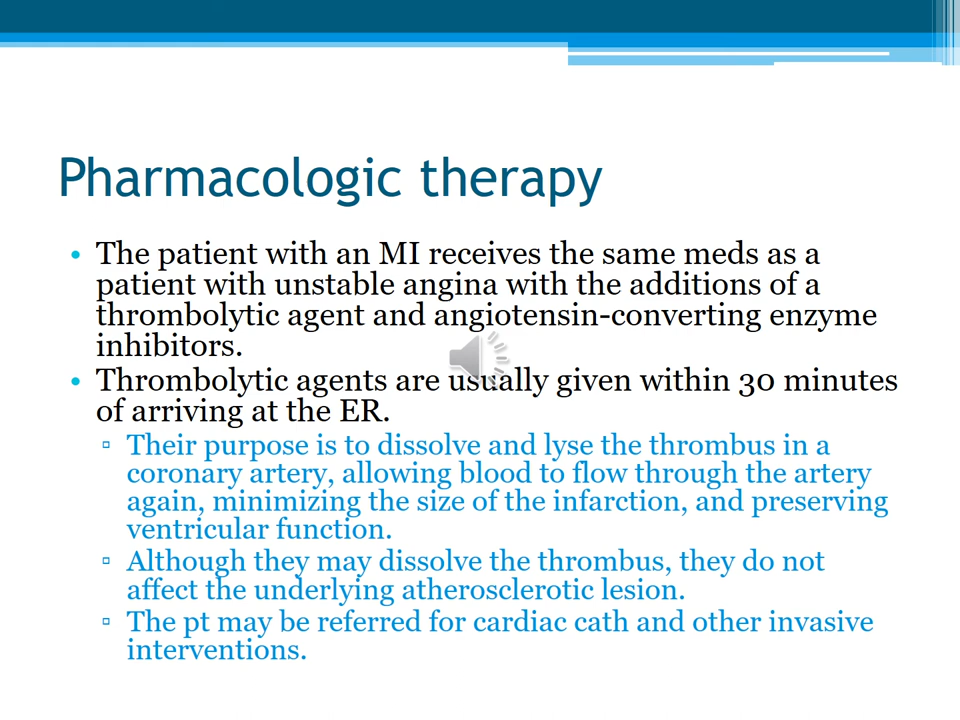 Pharmacologic therapy
• The patient with an MI receives the same meds as a
patient with unstable angina with the additions of a
thrombolytic agent and angiotensin-converting enzyme
inhibitors.
• Thrombolytic agents are usually given within 30 minutes
of arriving at the ER.
▫ Their purpose is to dissolve and lyse the thrombus in a
coronary artery, allowing blood to flow through the artery
again, minimizing the size of the infarction, and preserving
ventricular function.
▫ Although they may dissolve the thrombus, they do not
affect the underlying atherosclerotic lesion.
▫ The pt may be referred for cardiac cath and other invasive
interventions.